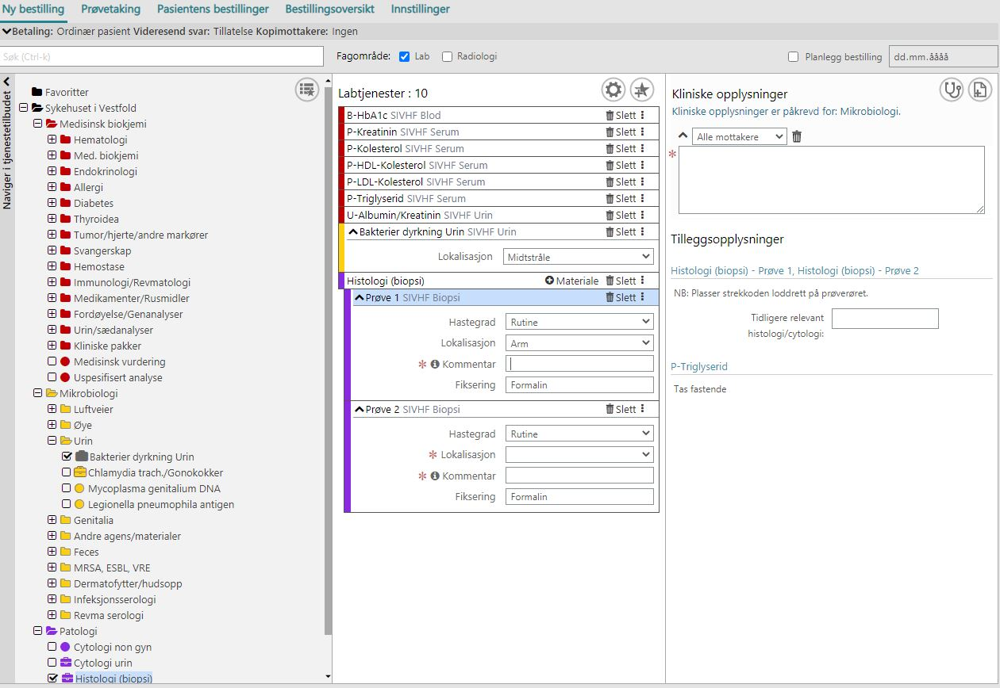 Ny bestilling Prøvetaking Pasientens bestillinger Bestillingsoversikt Innstillinger
Betaling: Ordinær pasient Videresend svar: Tillatelse Kopimottakere: Ingen
Søk (Ctrl-k)
Fagområde: Lab Radiologi
Planlegg bestilling dd.mm.åååå
Naviger i tjenestetilbudet
Favoritter
Sykehuset i Vestfold
Medisinsk biokjemi
Hematologi
Med. biokjemi
Endokrinologi
Allergi
Diabetes
Thyroidea
Tumor/hjerte/andre markører
Svangerskap
Hemostase
Immunologi/Revmatologi
Medikamenter/Rusmidler
Fordøyelse/Genanalyser
Urin/sædanalyser
Kliniske pakker
Medisinsk vurdering
Uspesifisert analyse
Mikrobiologi
Luftveier
Øye
Urin
Bakterier dyrkning Urin
Chlamydia trach./Gonokokker
Mycoplasma genitalium DNA
Legionella pneumophila antigen
Genitalia
Andre agens/materialer
Feces
MRSA, ESBL, VRE
Dermatofytter/hudsopp
Infeksjonsserologi
Revma serologi
Patologi
Cytologi non gyn
Cytologi urin
Histologi (biopsi)
Labtjenester : 10
B-HbA1c SIVHF Blod Slett
P-Kreatinin SIVHF Serum Slett
P-Kolesterol SIVHF Serum Slett
P-HDL-Kolesterol SIVHF Serum Slett
P-LDL-Kolesterol SIVHF Serum Slett
P-Triglyserid SIVHF Serum Slett
U-Albumin/Kreatinin SIVHF Urin Slett
Bakterier dyrkning Urin SIVHF Urin Slett
Lokalisasjon Midtstråle
Histologi (biopsi) Materiale Slett
Prøve 1 SIVHF Biopsi Slett
Hastegrad Rutine
Lokalisasjon Arm
* Kommentar
Fiksering Formalin
Prøve 2 SIVHF Biopsi Slett
Hastegrad Rutine
* Lokalisasjon
* Kommentar
Fiksering Formalin
Kliniske opplysninger
Kliniske opplysninger er påkrevd for: Mikrobiologi.
Alle mottakere
*
Tilleggsopplysninger
Histologi (biopsi) - Prøve 1, Histologi (biopsi) - Prøve 2
NB: Plasser strekkoden loddrett på prøverøret.
Tidligere relevant
histologi/cytologi:
P-Triglyserid
Tas fastende